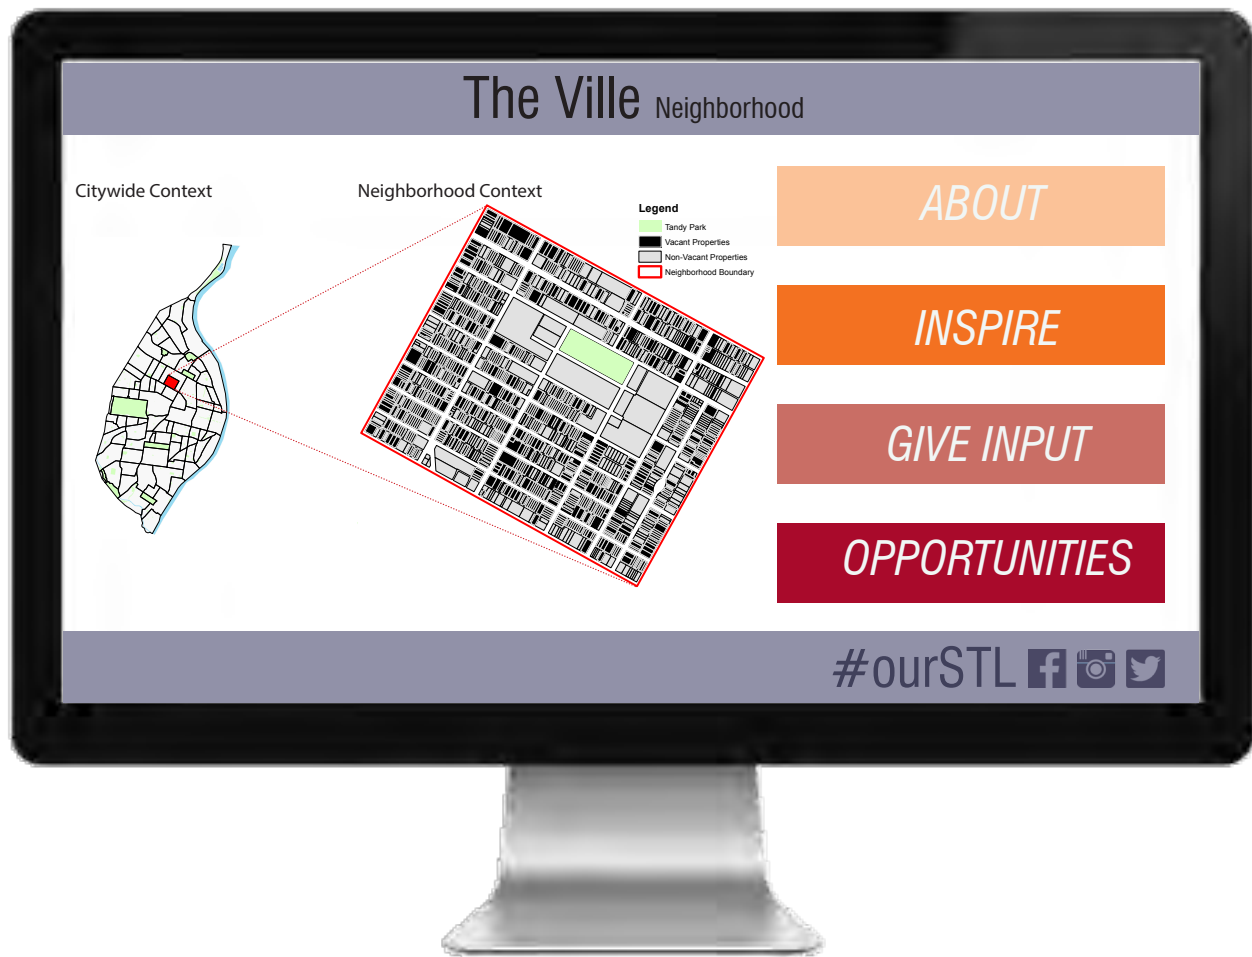 The Ville Neighborhood
Citywide Context
Neighborhood Context
Legend
Tandy Park
Vacant Properties
Non-Vacant Properties
Neighborhood Boundary
ABOUT
INSPIRE
GIVE INPUT
OPPORTUNITIES
#ourSTL